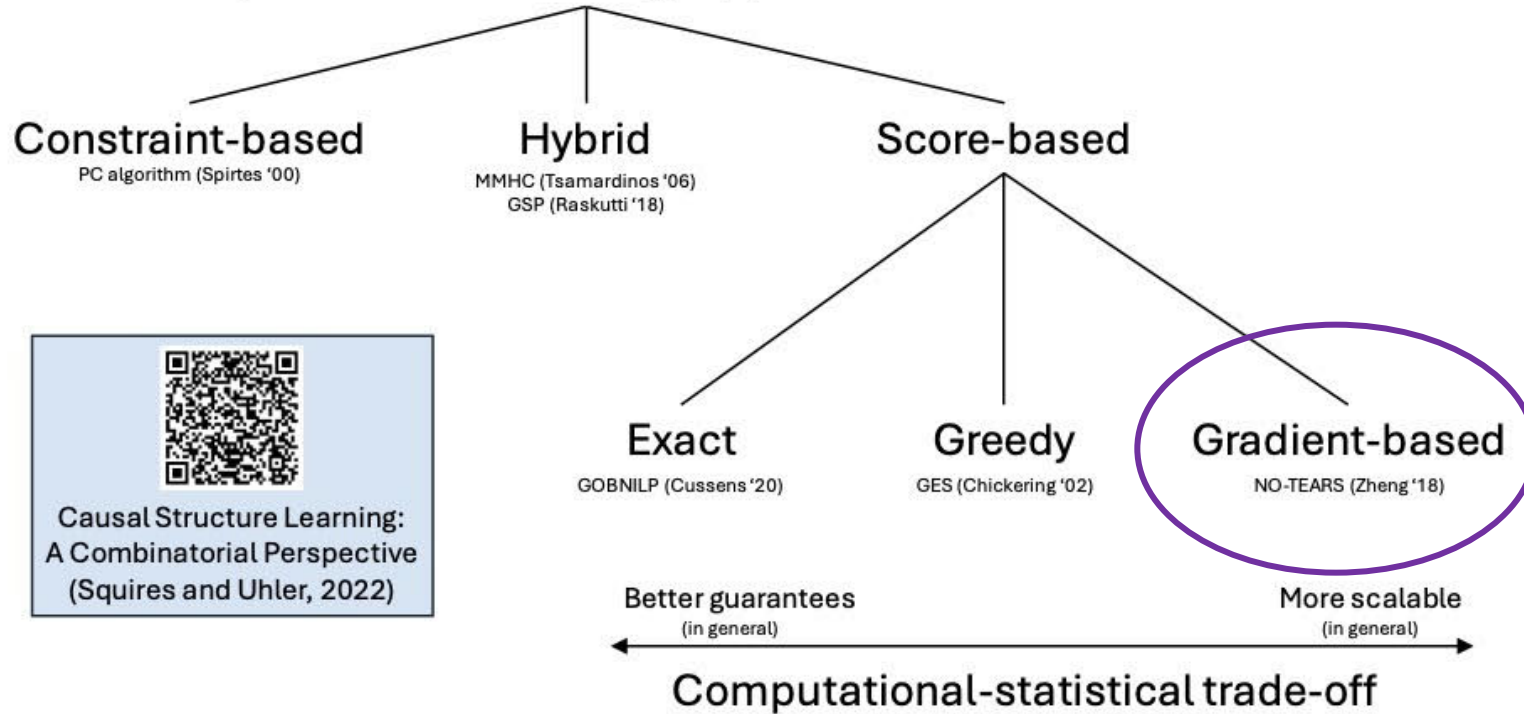 Constraint-based
PC algorithm (Spirtes ‘00)
Hybrid
MMHC (Tsamardinos ‘06)
GSP (Raskutti ‘18)
Score-based
Exact
GOBNILP (Cussens ‘20)
Greedy
GES (Chickering ‘02)
Gradient-based
NO-TEARS (Zheng ‘18)
Causal Structure Learning:
A Combinatorial Perspective
(Squires and Uhler, 2022)
Better guarantees
(in general)
More scalable
(in general)
Computational-statistical trade-off